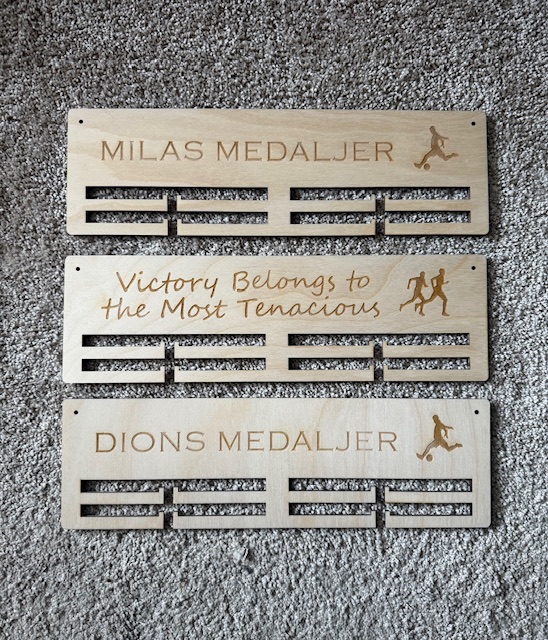 MILAS MEDALJER
Victory Belongs to
the Most Tenacious
DIONS MEDALJER